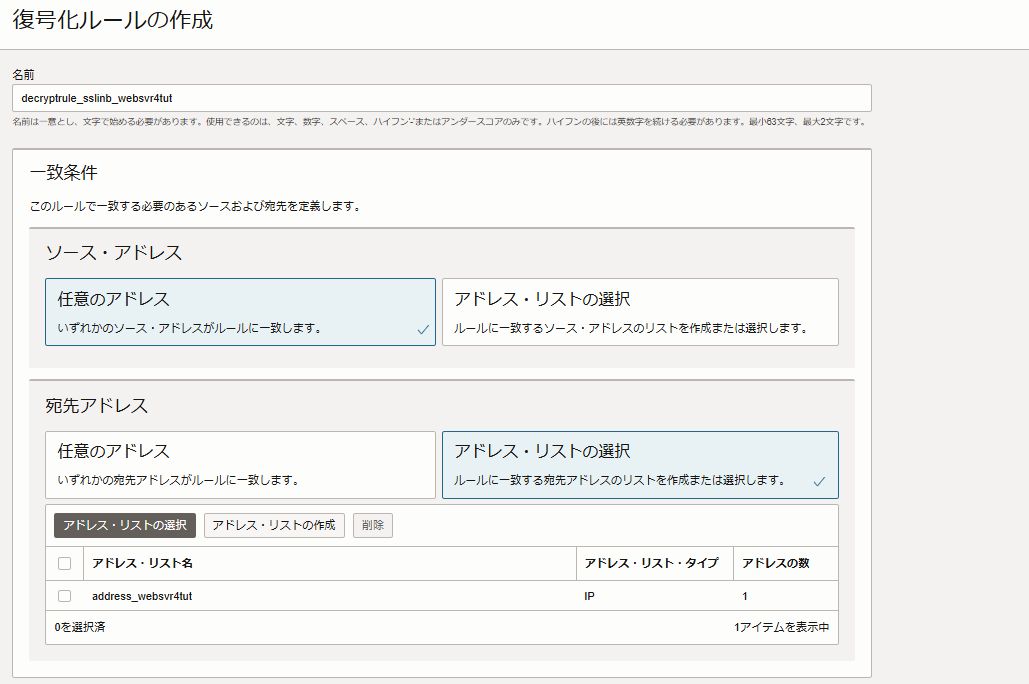 復号化ルールの作成
名前
decryptrule_sslinb_websvr4tut
名前は一意とし、文字で始める必要があります。使用できるのは、文字、数字、スペース、ハイフン'-'またはアンダースコアのみです。ハイフンの後には英数字を続ける必要があります。最小63文字、最大2文字です。
一致条件
このルールで一致する必要のあるソースおよび宛先を定義します。
ソース・アドレス
任意のアドレス
いずれかのソース・アドレスがルールに一致します。
アドレス・リストの選択
ルールに一致するソース・アドレスのリストを作成または選択します。
宛先アドレス
任意のアドレス
いずれかの宛先アドレスがルールに一致します。
アドレス・リストの選択
ルールに一致する宛先アドレスのリストを作成または選択します。
アドレス・リストの選択 アドレス・リストの作成 削除
アドレス・リスト名 アドレス・リスト・タイプ アドレスの数
address_websvr4tut IP 1
0を選択済 1アイテムを表示中